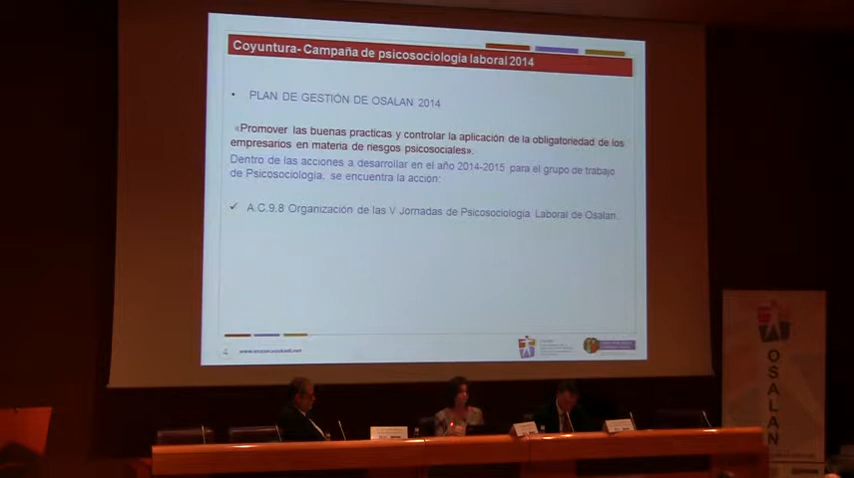 Coyuntura- Campaña de psicosociología laboral 2014
• PLAN DE GESTIÓN DE OSALAN 2014
«Promover las buenas practicas y controlar la aplicación de la obligatoriedad de los
empresarios en materia de riesgos psicosociales».
Dentro de las acciones a desarrollar en el año 2014-2015 para el grupo de trabajo
de Psicosociología, se encuentra la acción:
✓ A.C.9.8 Organización de las V Jornadas de Psicosociología Laboral de Osalan.
4
OSALAN